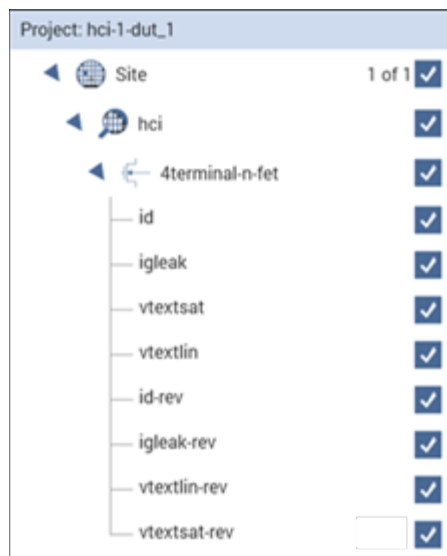 Project: hci-1-dut_1
Site 1 of 1
hci
4terminal-n-fet
id
igleak
vtextsat
vtextlin
id-rev
igleak-rev
vtextlin-rev
vtextsat-rev